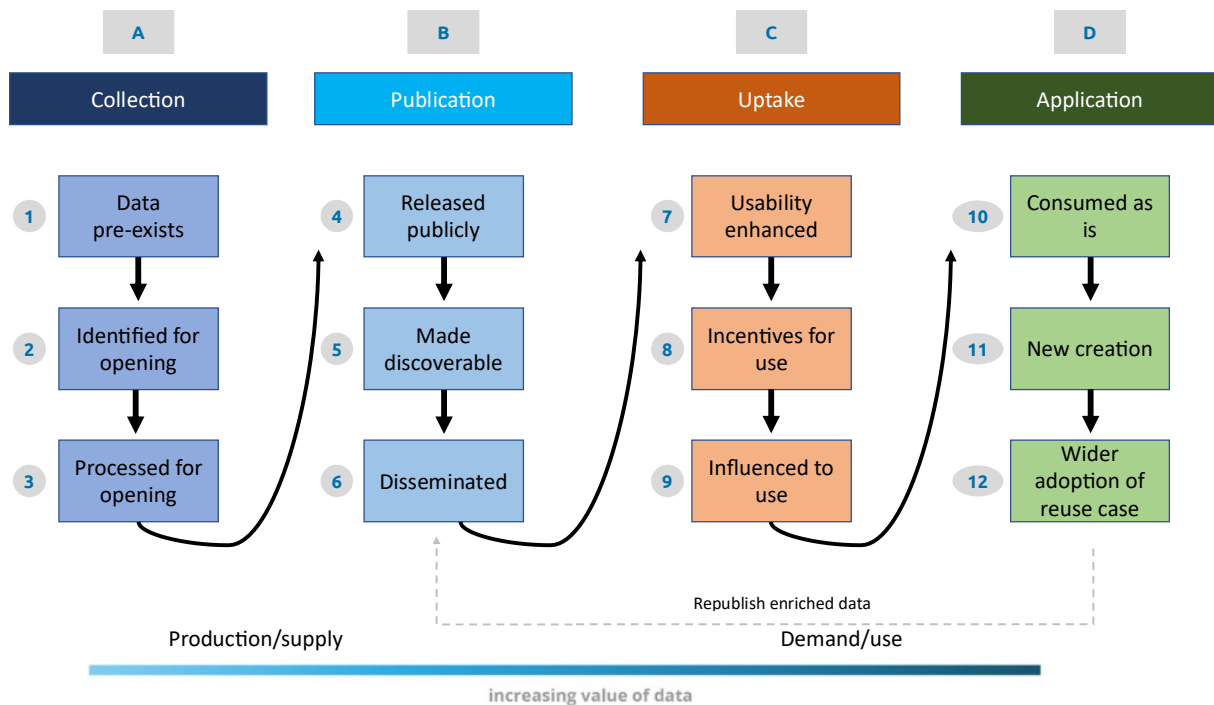 A
B
C
D
Collection
Publication
Uptake
Application
1
Data
pre-exists
2
Identified for
opening
3
Processed for
opening
4
Released
publicly
5
Made
discoverable
6
Disseminated
7
Usability
enhanced
8
Incentives for
use
9
Influenced to
use
10
Consumed as
is
11
New creation
12
Wider
adoption of
reuse case
Republish enriched data
Production/supply
Demand/use
increasing value of data